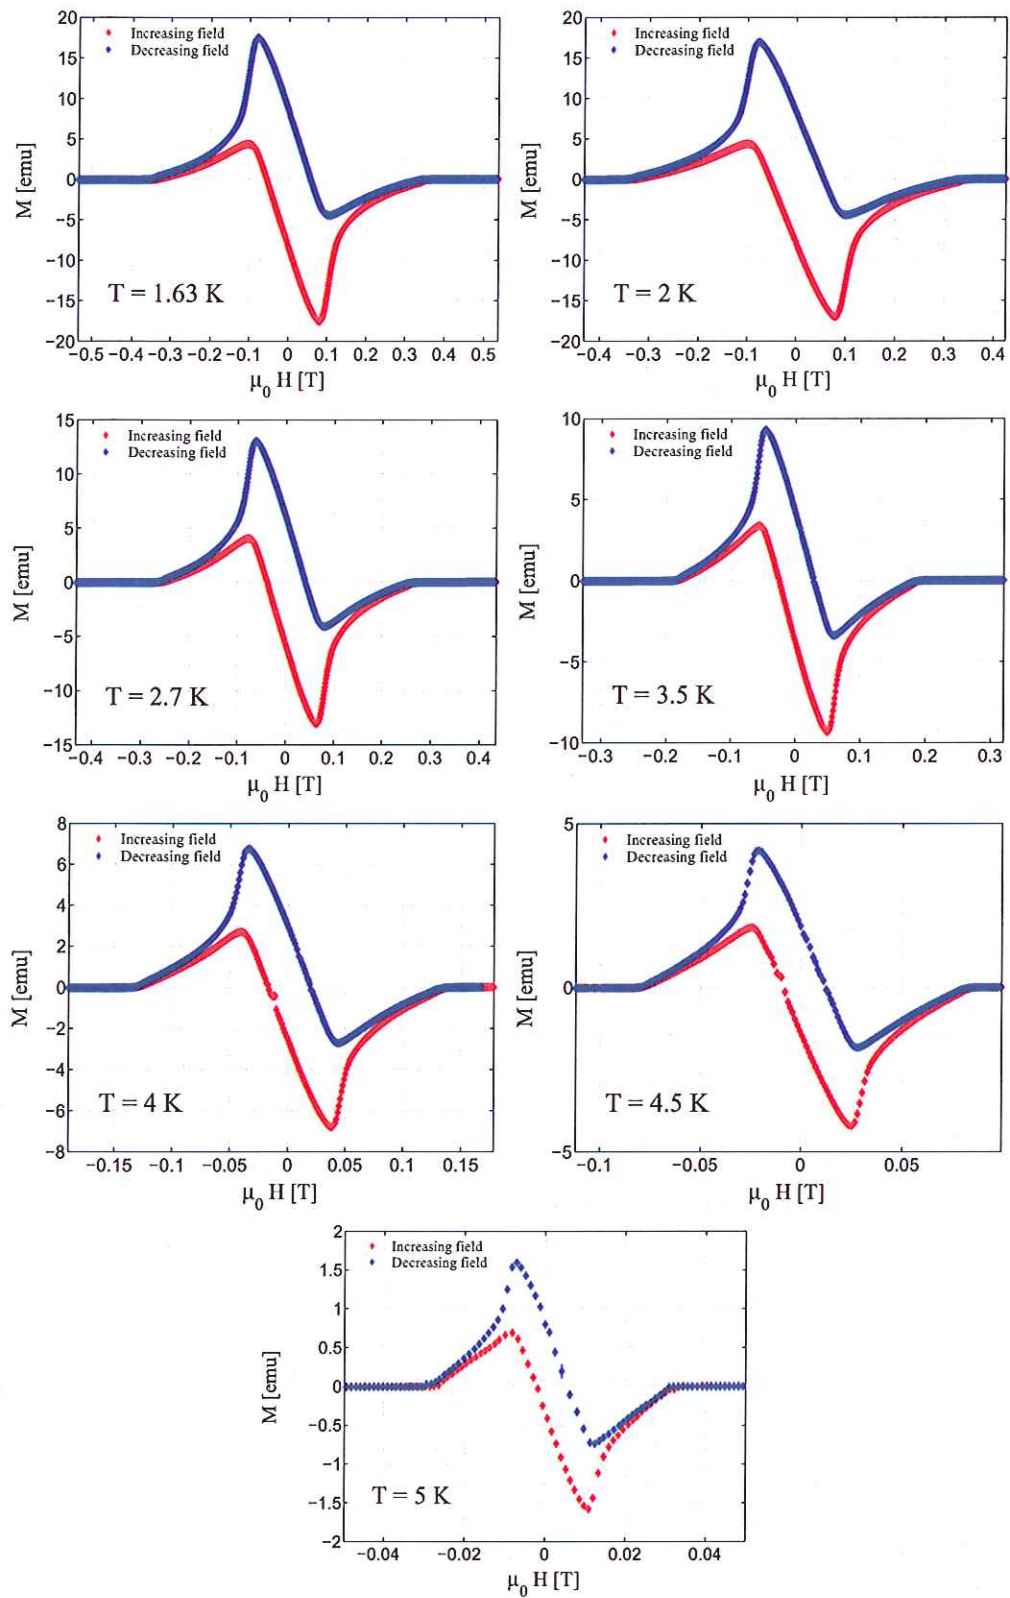 20
15
10
5
0
−5
−10
−15
−20
M [emu]
Increasing field
Decreasing field
T = 1.63 K
−0.5 −0.4 −0.3 −0.2 −0.1 0 0.1 0.2 0.3 0.4 0.5
μ0 H [T]
20
15
10
5
0
−5
−10
−15
−20
M [emu]
Increasing field
Decreasing field
T = 2 K
−0.4 −0.3 −0.2 −0.1 0 0.1 0.2 0.3 0.4
μ0 H [T]
15
10
5
0
−5
−10
−15
M [emu]
Increasing field
Decreasing field
T = 2.7 K
−0.4 −0.3 −0.2 −0.1 0 0.1 0.2 0.3 0.4
μ0 H [T]
10
5
0
−5
−10
M [emu]
Increasing field
Decreasing field
T = 3.5 K
−0.3 −0.2 −0.1 0 0.1 0.2 0.3
μ0 H [T]
8
6
4
2
0
−2
−4
−6
−8
M [emu]
Increasing field
Decreasing field
T = 4 K
−0.15 −0.1 −0.05 0 0.05 0.1 0.15
μ0 H [T]
5
0
−5
M [emu]
Increasing field
Decreasing field
T = 4.5 K
−0.1 −0.05 0 0.05
μ0 H [T]
2
1.5
1
0.5
0
−0.5
−1
−1.5
−2
M [emu]
Increasing field
Decreasing field
T = 5 K
−0.04 −0.02 0 0.02 0.04
μ0 H [T]